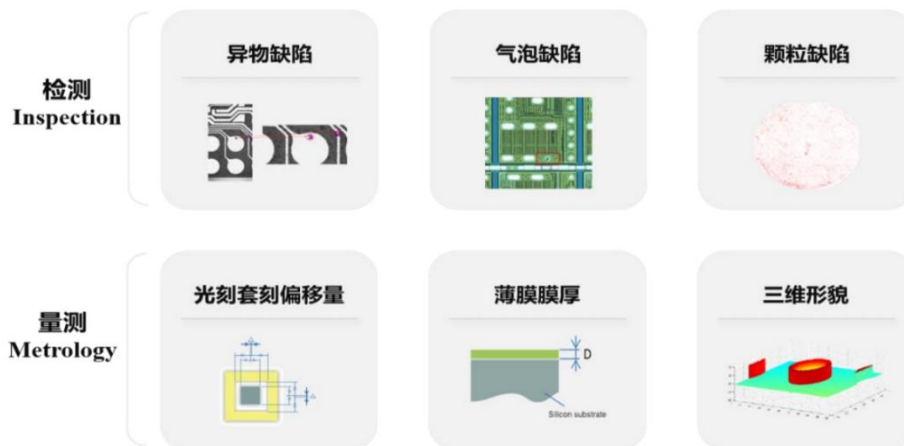 检测
Inspection
异物缺陷
气泡缺陷
颗粒缺陷
量测
Metrology
光刻套刻偏移量
薄膜膜厚
三维形貌
D
Silicon substrate